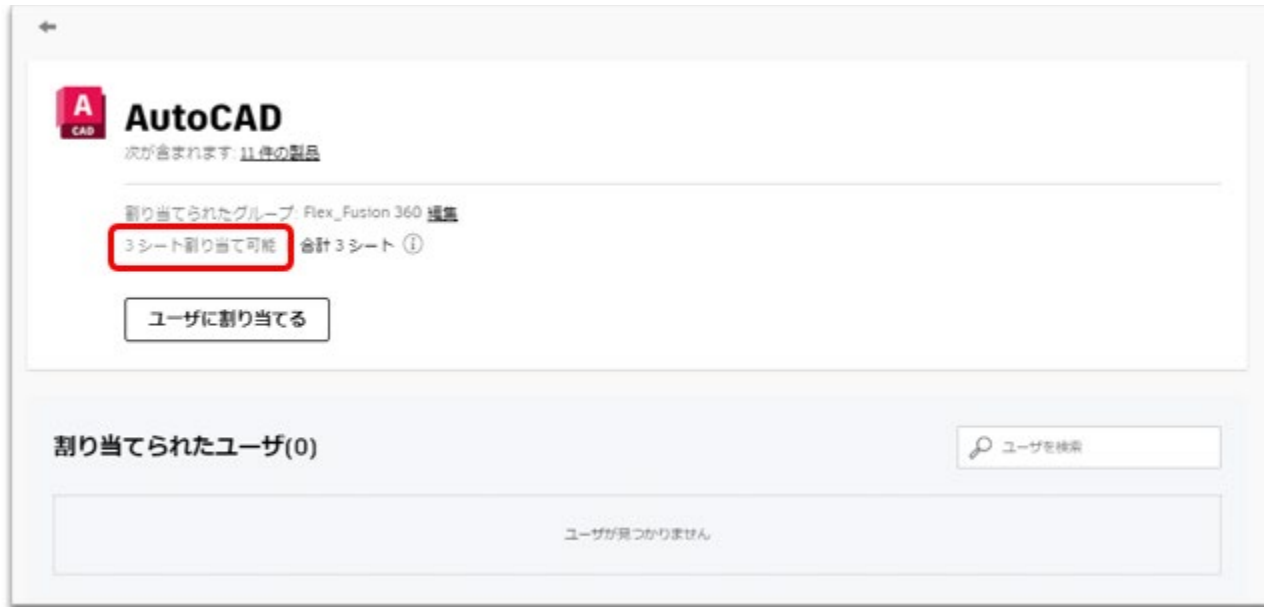 A
CAD
AutoCAD
次が含まれます: 11 件の製品
割り当てられたグループ: Flex_Fusion 360 編集
3 シート割り当て可能 合計 3 シート
ユーザに割り当てる
割り当てられたユーザ(0)
ユーザを検索
ユーザが見つかりません